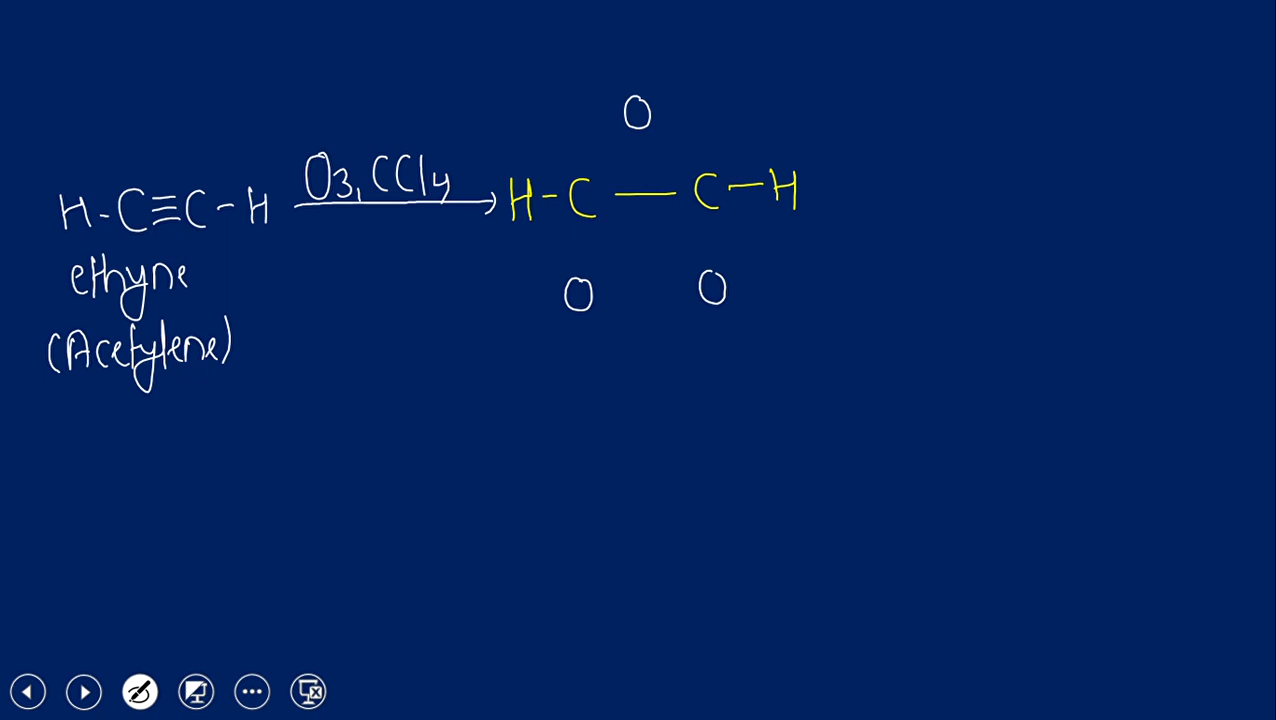 O
H-C≡C-H O3, CCl4 H-C—C-H
ethyne O O
(Acetylene)